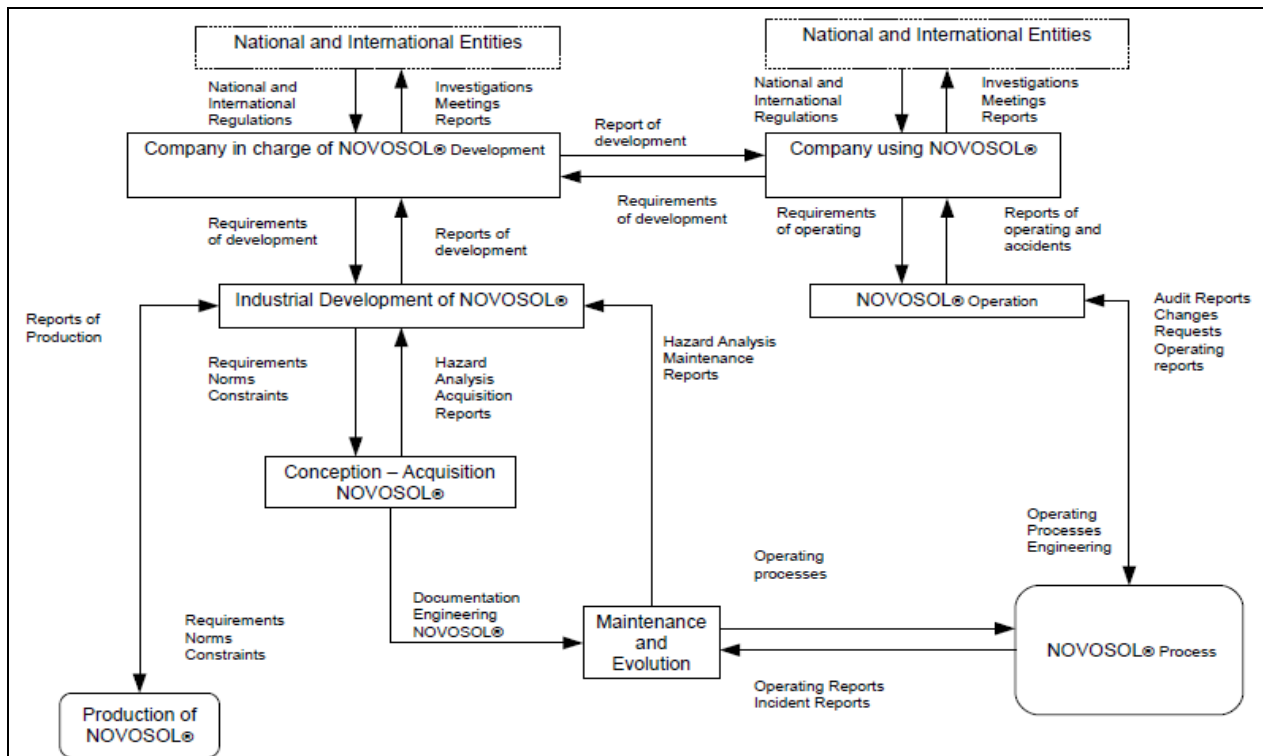 National and International Entities
National and International Entities
National and
International
Regulations
Investigations
Meetings
Reports
National and
International
Regulations
Investigations
Meetings
Reports
Company in charge of NOVOSOL® Development
Report of
development
Company using NOVOSOL®
Requirements
of development
Requirements
of development
Reports of
development
Requirements
of operating
Reports of
operating and
accidents
Industrial Development of NOVOSOL®
NOVOSOL® Operation
Reports of
Production
Requirements
Norms
Constraints
Hazard
Analysis
Acquisition
Reports
Hazard Analysis
Maintenance
Reports
Audit Reports
Changes
Requests
Operating
reports
Conception – Acquisition
NOVOSOL®
Operating
Processes
Engineering
Operating
processes
Documentation
Engineering
NOVOSOL®
Requirements
Norms
Constraints
Maintenance
and
Evolution
NOVOSOL® Process
Operating Reports
Incident Reports
Production of
NOVOSOL®